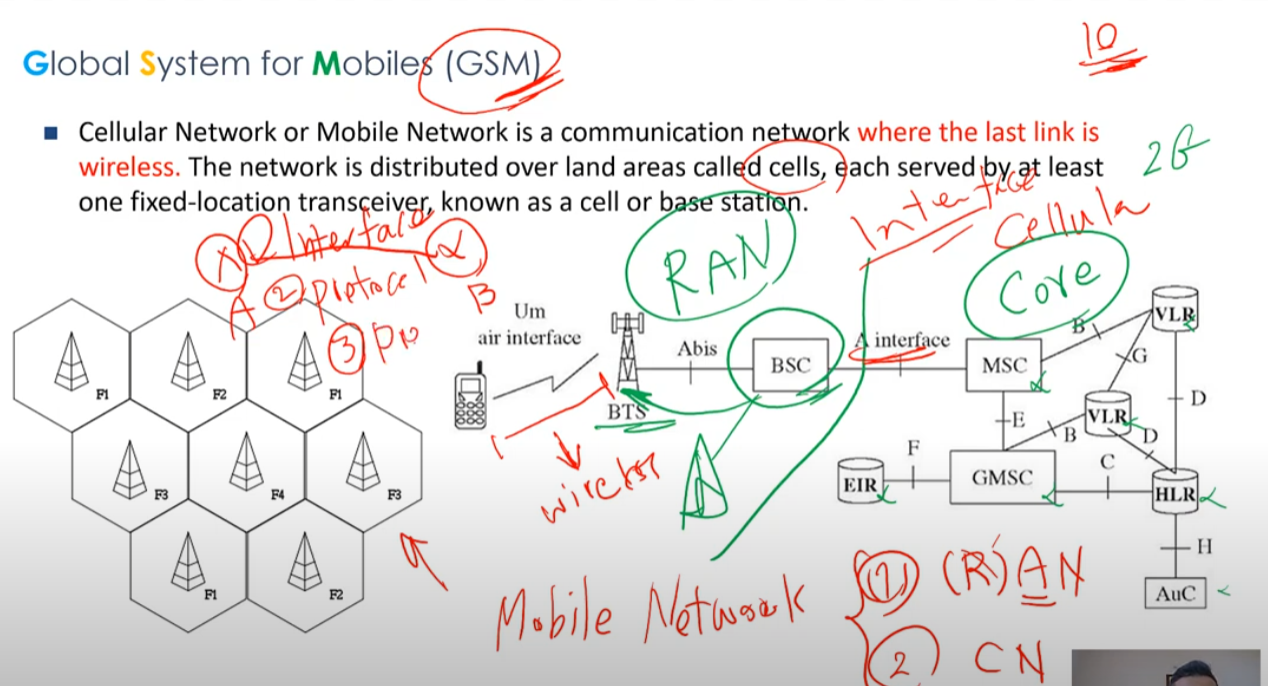 Global System for Mobiles (GSM)
10
Cellular Network or Mobile Network is a communication network where the last link is
wireless. The network is distributed over land areas called cells, each served by at least
one fixed-location transceiver, known as a cell or base station.
2G
Interface
Cellula
Interface
A
2
B
3
RAN
Core
Um
air interface
Abis
BSC
A interface
MSC
BTS
B
VLR
G
D
E
B
VLR
D
C
F
EIR
GMSC
HLR
H
AuC
F1
F2
F1
F3
F4
F3
F1
F2
Mobile Network
1 (R)AN
2 CN